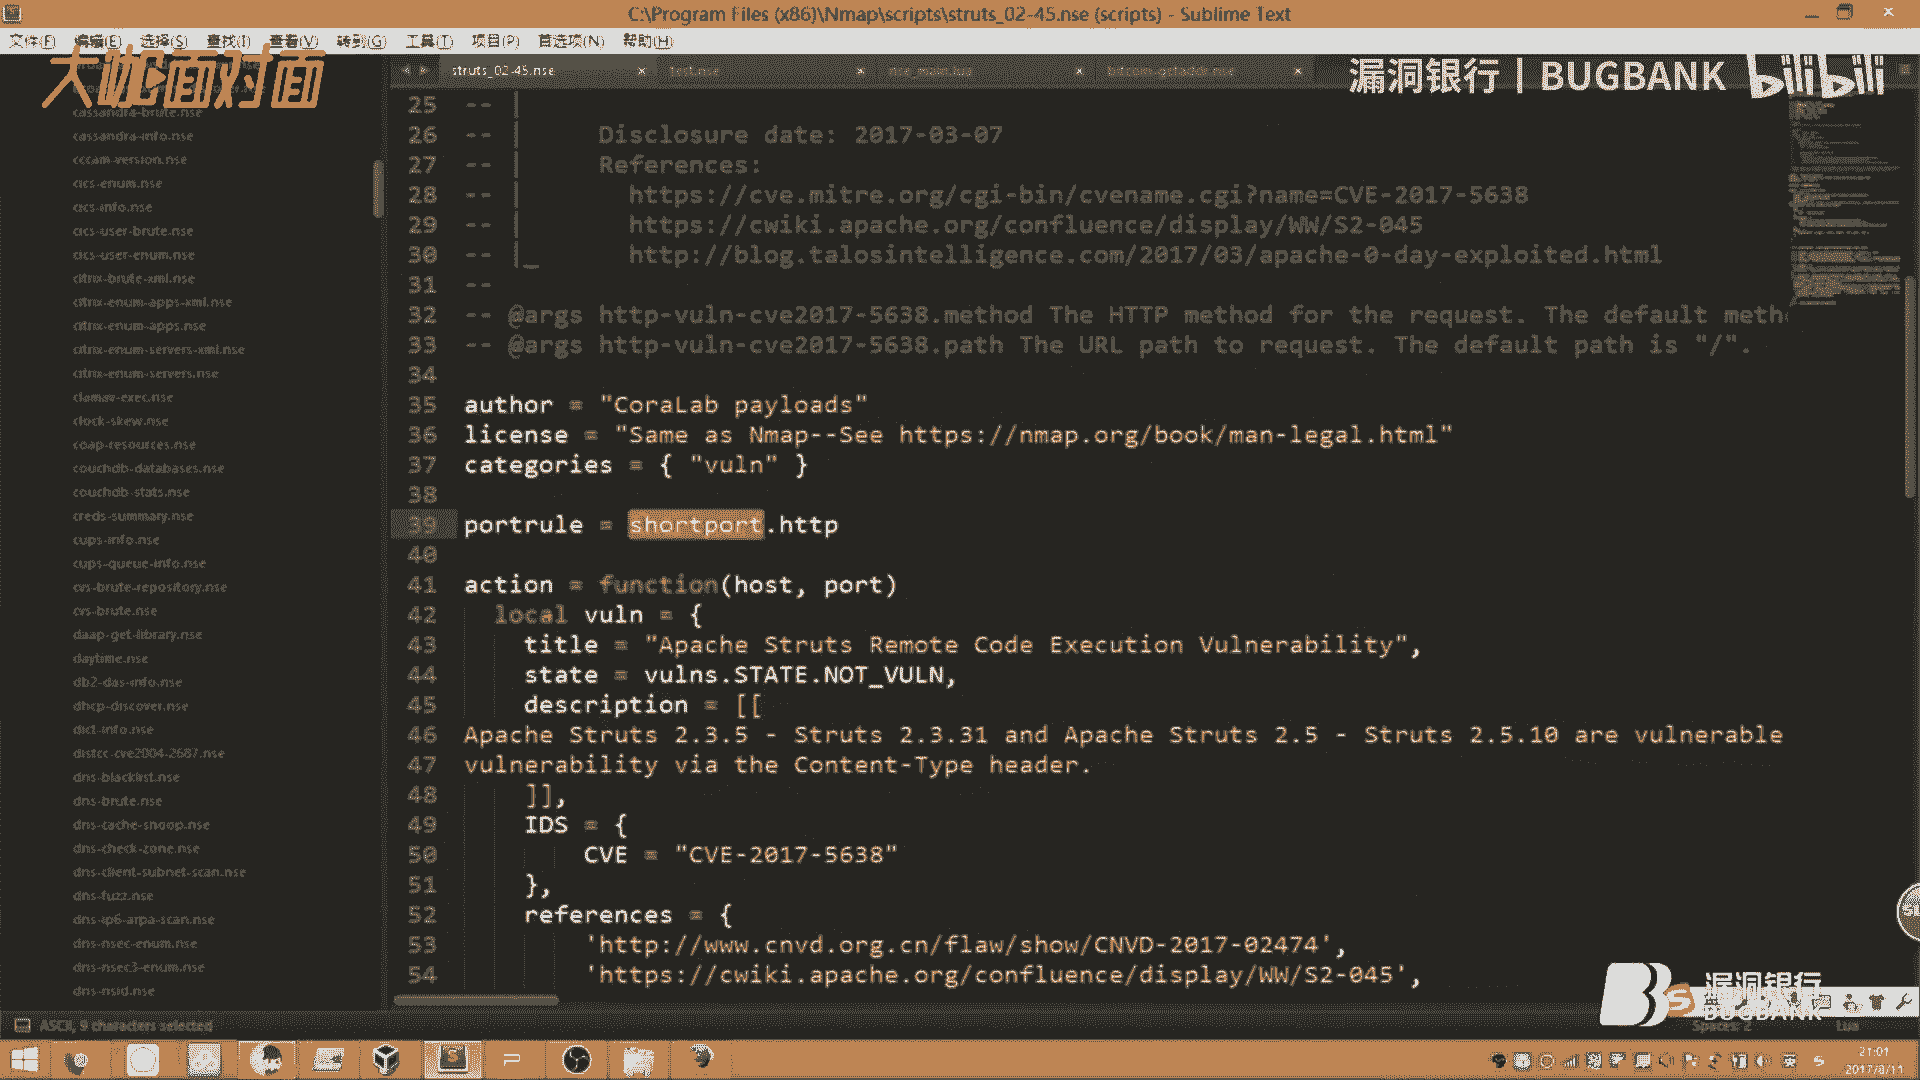 C:\Program Files (x86)\Nmap\scripts\struts_02-45.nse (scripts) - Sublime Text
文件(F) 编辑(E) 选择(S) 查找(I) 查看(V) 转到(G) 工具(T) 项目(P) 首选项(N) 帮助(H)
大咖面对面
漏洞银行 | BUGBANK bilibili
struts_02-45.nse test.nse nse_main.lua bitcoin-getaddr.nse
cassandra-brute.nse
cassandra-info.nse
cccam-version.nse
cics-enum.nse
cics-info.nse
cics-user-brute.nse
cics-user-enum.nse
citrix-brute-xml.nse
citrix-enum-apps-xml.nse
citrix-enum-apps.nse
citrix-enum-servers-xml.nse
citrix-enum-servers.nse
clamav-exec.nse
clock-skew.nse
coap-resources.nse
couchdb-databases.nse
couchdb-stats.nse
creds-summary.nse
cups-info.nse
cups-queue-info.nse
cvs-brute-repository.nse
cvs-brute.nse
daap-get-library.nse
daytime.nse
db2-das-info.nse
dhcp-discover.nse
dict-info.nse
distcc-cve2004-2687.nse
dns-blacklist.nse
dns-brute.nse
dns-cache-snoop.nse
dns-check-zone.nse
dns-client-subnet-scan.nse
dns-fuzz.nse
dns-ip6-arpa-scan.nse
dns-nsec-enum.nse
dns-nsec3-enum.nse
dns-nsid.nse
25 -- |
26 -- | Disclosure date: 2017-03-07
27 -- | References:
28 -- | https://cve.mitre.org/cgi-bin/cvename.cgi?name=CVE-2017-5638
29 -- | https://cwiki.apache.org/confluence/display/WW/S2-045
30 -- |_ http://blog.talosintelligence.com/2017/03/apache-0-day-exploited.html
31 --
32 -- @args http-vuln-cve2017-5638.method The HTTP method for the request. The default meth
33 -- @args http-vuln-cve2017-5638.path The URL path to request. The default path is "/".
34
35 author = "CoraLab payloads"
36 license = "Same as Nmap--See https://nmap.org/book/man-legal.html"
37 categories = { "vuln" }
38
39 portrule = shortport.http
40
41 action = function(host, port)
42 local vuln = {
43 title = "Apache Struts Remote Code Execution Vulnerability",
44 state = vulns.STATE.NOT_VULN,
45 description = [[
46 Apache Struts 2.3.5 - Struts 2.3.31 and Apache Struts 2.5 - Struts 2.5.10 are vulnerable
47 vulnerability via the Content-Type header.
48 ]],
49 IDS = {
50 CVE = "CVE-2017-5638"
51 },
52 references = {
53 'http://www.cnvd.org.cn/flaw/show/CNVD-2017-02474',
54 'https://cwiki.apache.org/confluence/display/WW/S2-045',
漏洞银行
BUGBANK
ASCII, 9 characters selected Spaces: 2 Lua
21:01
2017/8/11